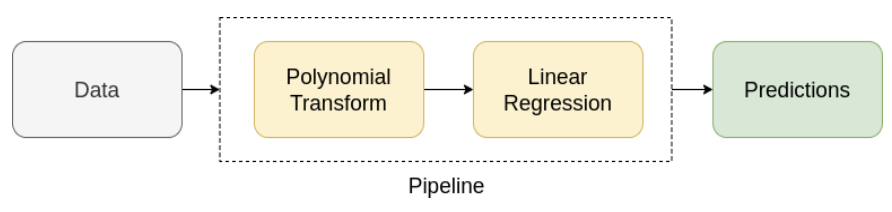 Data
Polynomial
Transform
Linear
Regression
Predictions
Pipeline